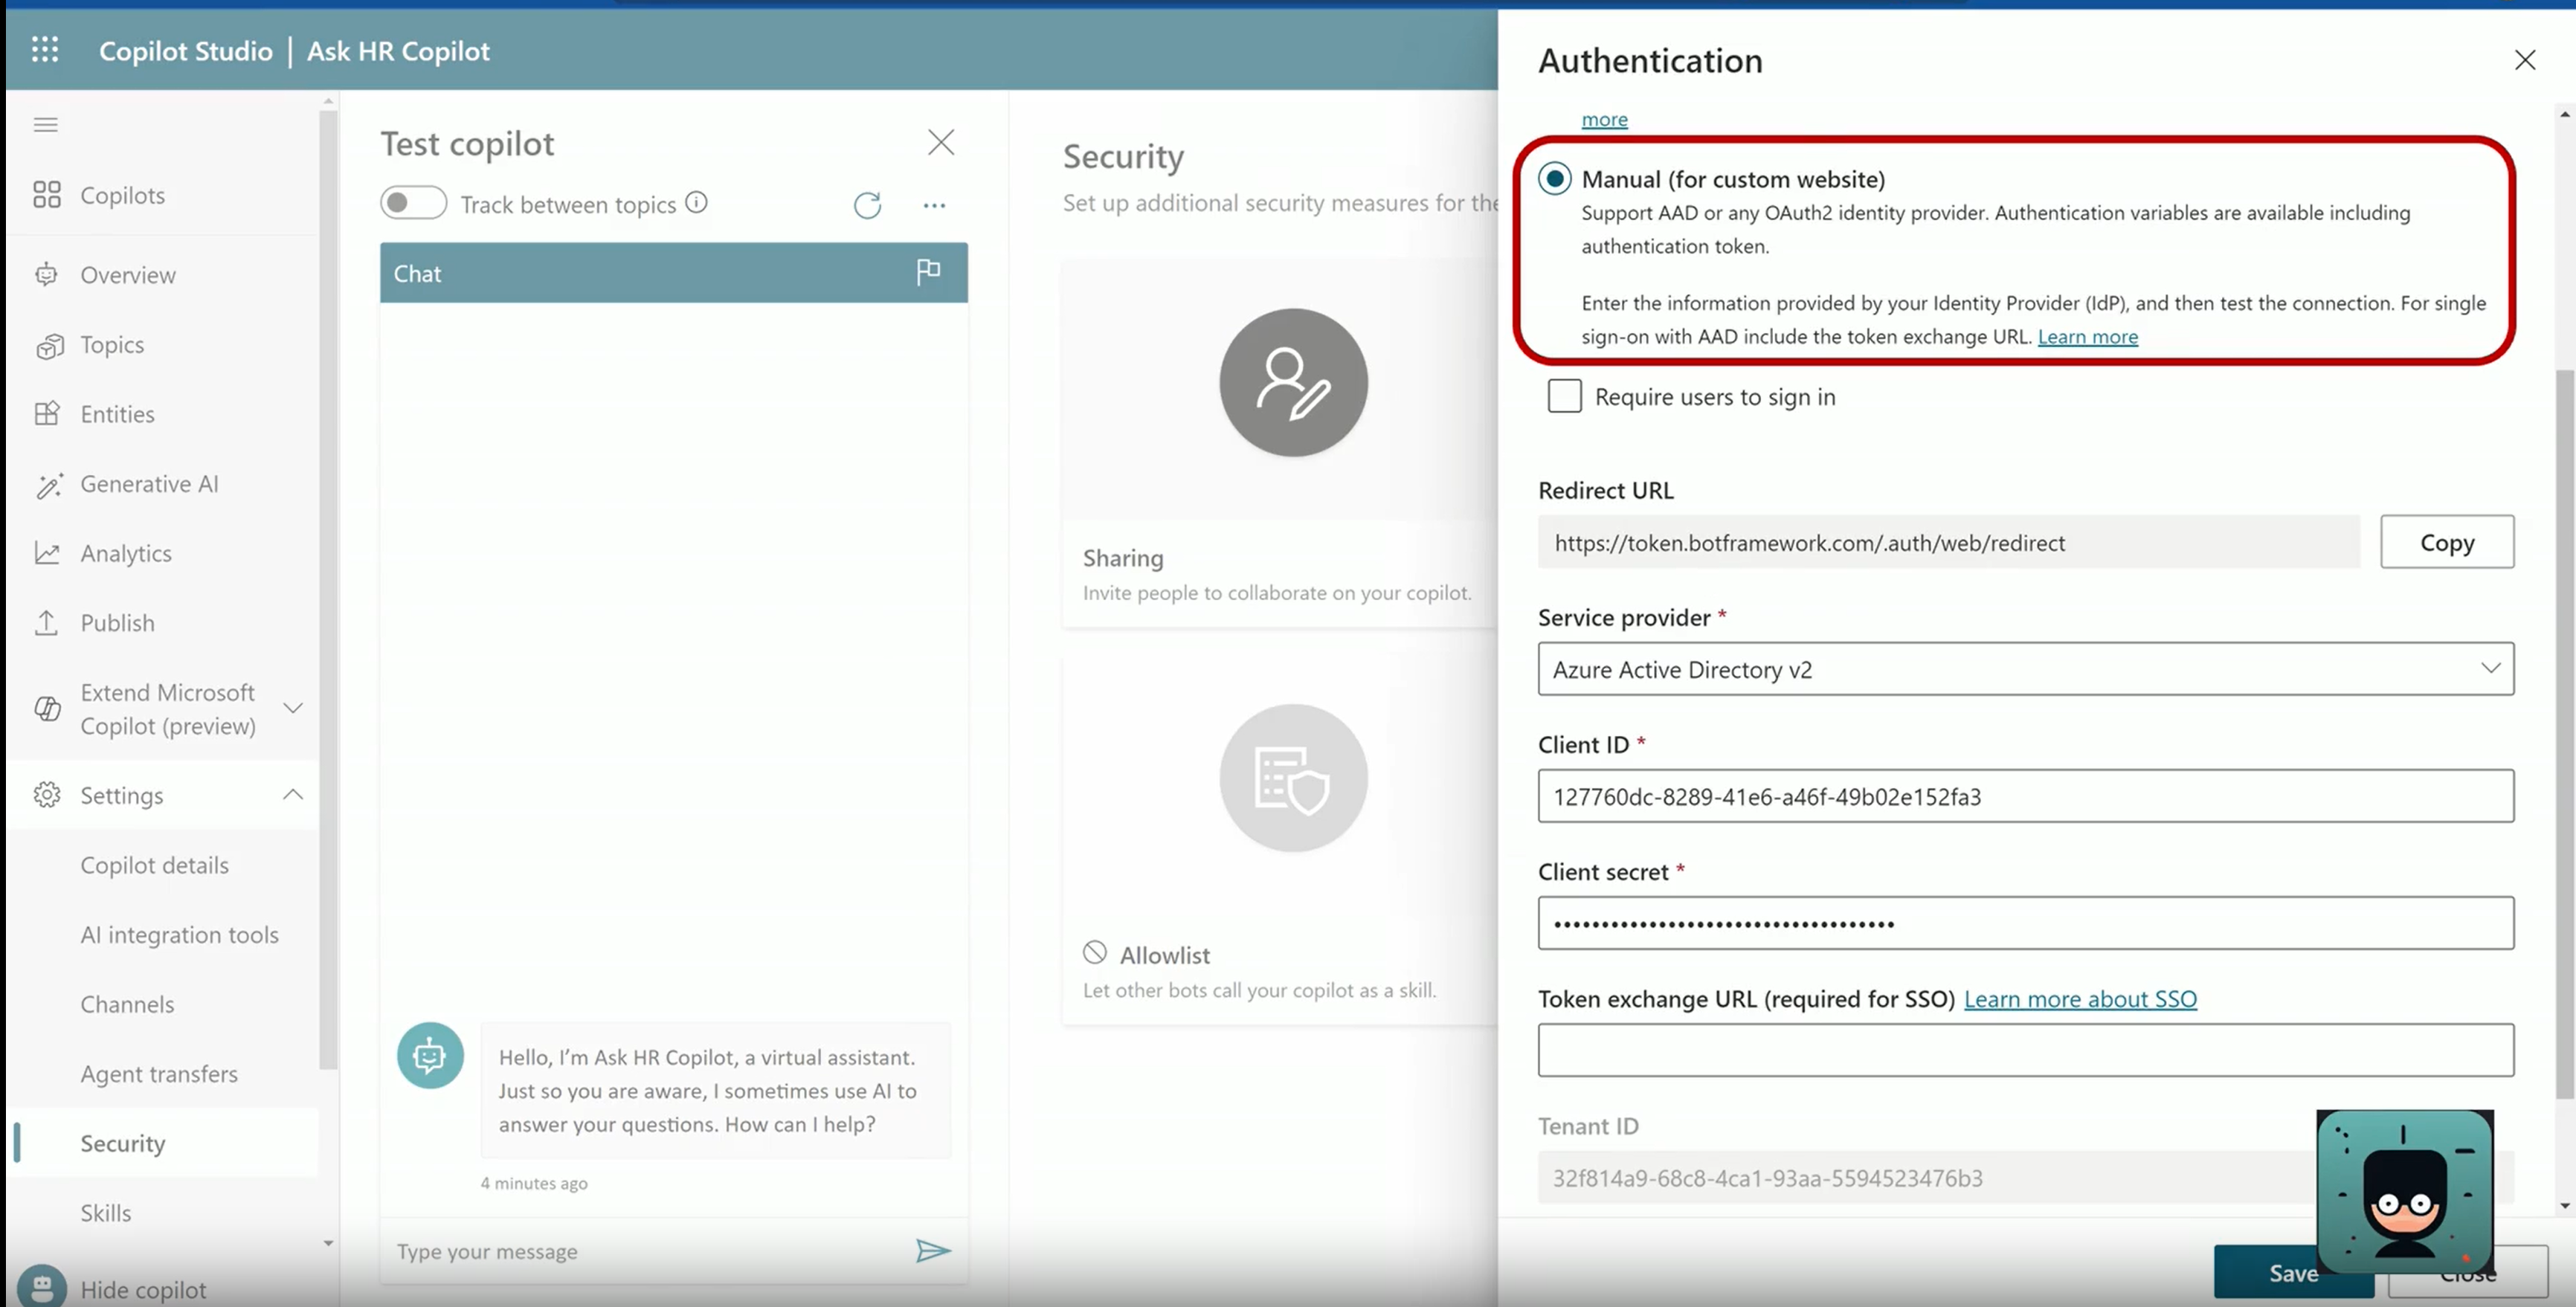 Copilot Studio | Ask HR Copilot
Copilots
Overview
Topics
Entities
Generative AI
Analytics
Publish
Extend Microsoft
Copilot (preview)
Settings
Copilot details
AI integration tools
Channels
Agent transfers
Security
Skills
Hide copilot
Test copilot
Track between topics
Chat
Hello, I’m Ask HR Copilot, a virtual assistant.
Just so you are aware, I sometimes use AI to
answer your questions. How can I help?
4 minutes ago
Type your message
Security
Set up additional security measures for the
Sharing
Invite people to collaborate on your copilot.
Allowlist
Let other bots call your copilot as a skill.
Authentication
more
Manual (for custom website)
Support AAD or any OAuth2 identity provider. Authentication variables are available including
authentication token.
Enter the information provided by your Identity Provider (IdP), and then test the connection. For single
sign-on with AAD include the token exchange URL. Learn more
Require users to sign in
Redirect URL
https://token.botframework.com/.auth/web/redirect
Copy
Service provider *
Azure Active Directory v2
Client ID *
127760dc-8289-41e6-a46f-49b02e152fa3
Client secret *
••••••••••••••••••••••••••••••••••••
Token exchange URL (required for SSO) Learn more about SSO
Tenant ID
32f814a9-68c8-4ca1-93aa-5594523476b3
Save
Close